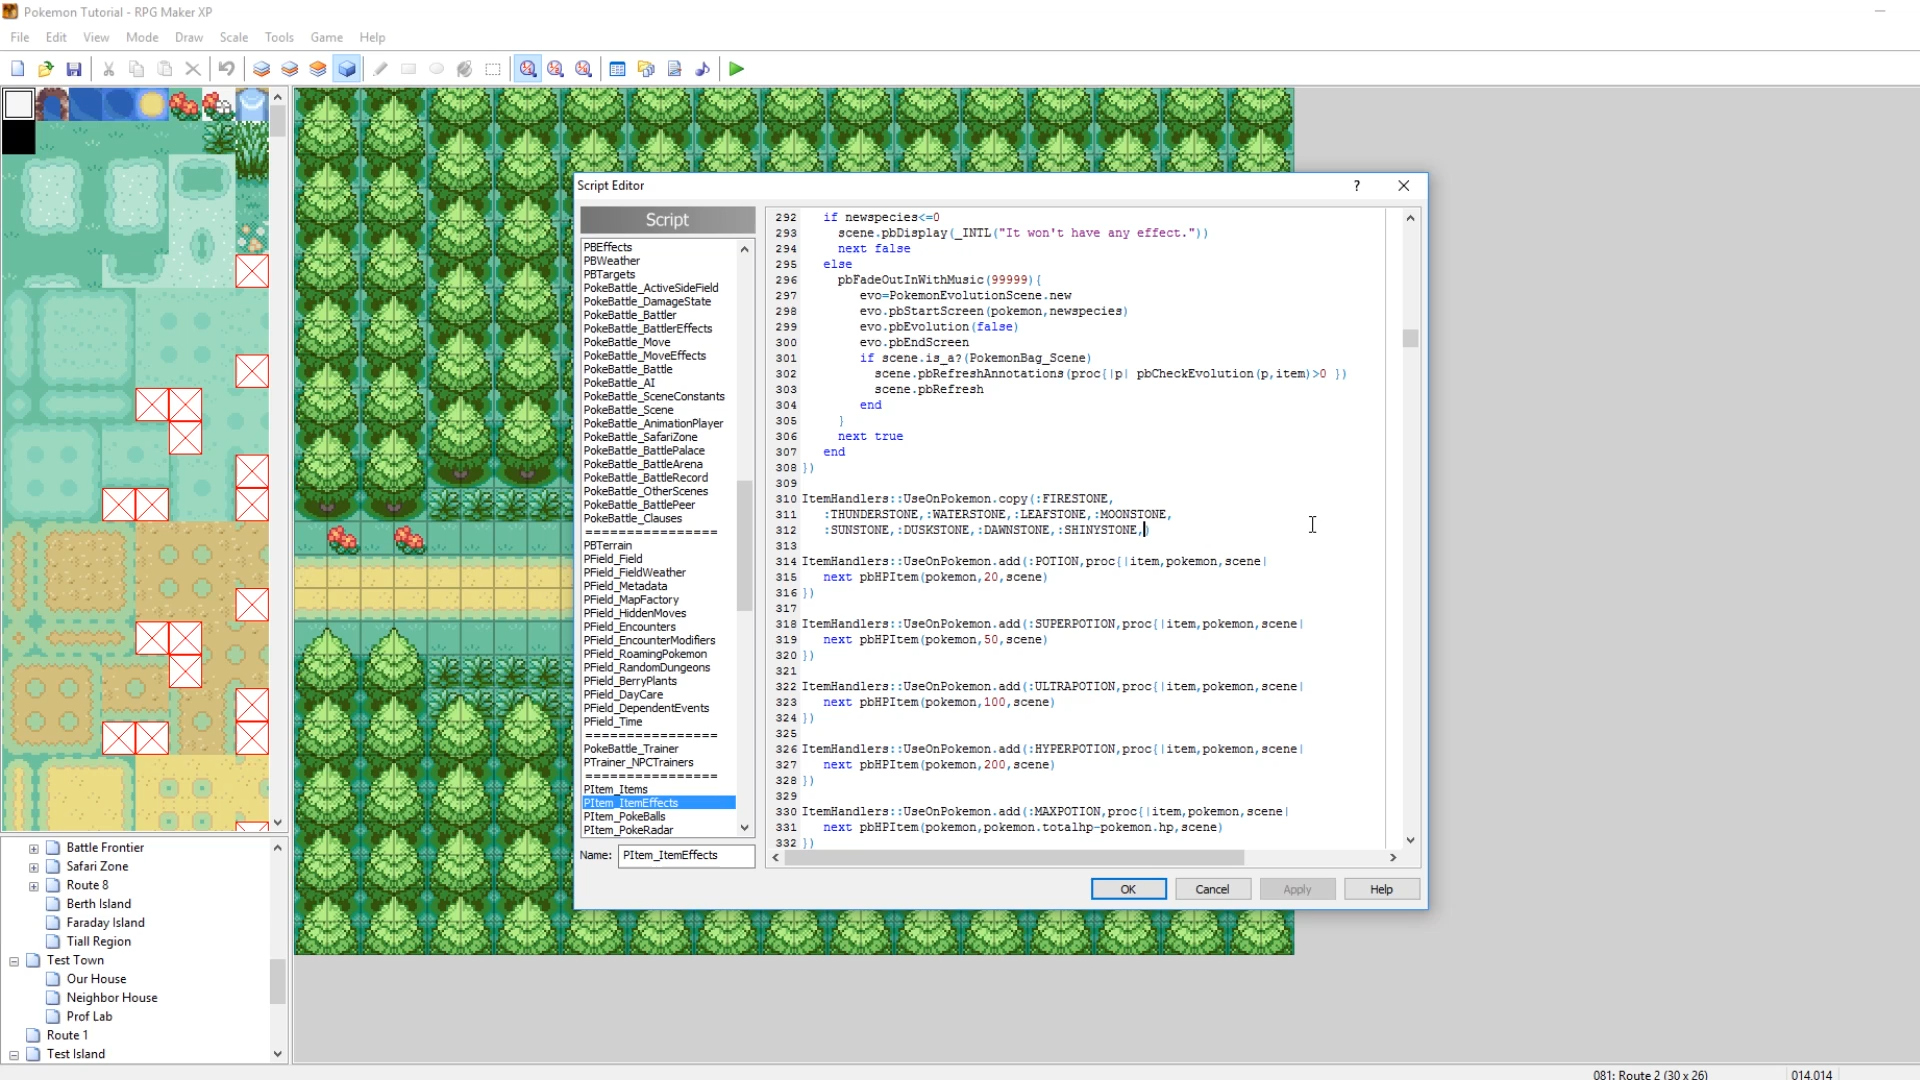 Pokemon Tutorial - RPG Maker XP
File Edit View Mode Draw Scale Tools Game Help
Script Editor
Script
PBEffects
PBWeather
PBTargets
PokeBattle_ActiveSideField
PokeBattle_DamageState
PokeBattle_Battler
PokeBattle_BattlerEffects
PokeBattle_Move
PokeBattle_MoveEffects
PokeBattle_Battle
PokeBattle_AI
PokeBattle_SceneConstants
PokeBattle_Scene
PokeBattle_AnimationPlayer
PokeBattle_SafariZone
PokeBattle_BattlePalace
PokeBattle_BattleArena
PokeBattle_BattleRecord
PokeBattle_OtherScenes
PokeBattle_BattlePeer
PokeBattle_Clauses
================
PBTerrain
PField_Field
PField_FieldWeather
PField_Metadata
PField_MapFactory
PField_HiddenMoves
PField_Encounters
PField_EncounterModifiers
PField_RoamingPokemon
PField_RandomDungeons
PField_BerryPlants
PField_DayCare
PField_DependentEvents
PField_Time
================
PokeBattle_Trainer
PTrainer_NPCTrainers
================
PItem_Items
PItem_ItemEffects
PItem_PokeBalls
PItem_PokeRadar
Name: PItem_ItemEffects
292 if newspecies<=0
293 scene.pbDisplay(_INTL("It won't have any effect."))
294 next false
295 else
296 pbFadeOutInWithMusic(99999){
297 evo=PokemonEvolutionScene.new
298 evo.pbStartScreen(pokemon,newspecies)
299 evo.pbEvolution(false)
300 evo.pbEndScreen
301 if scene.is_a?(PokemonBag_Scene)
302 scene.pbRefreshAnnotations(proc{|p| pbCheckEvolution(p,item)>0 })
303 scene.pbRefresh
304 end
305 }
306 next true
307 end
308 })
309
310 ItemHandlers::UseOnPokemon.copy(:FIRESTONE,
311 :THUNDERSTONE,:WATERSTONE,:LEAFSTONE,:MOONSTONE,
312 :SUNSTONE,:DUSKSTONE,:DAWNSTONE,:SHINYSTONE,)
313
314 ItemHandlers::UseOnPokemon.add(:POTION,proc{|item,pokemon,scene|
315 next pbHPItem(pokemon,20,scene)
316 })
317
318 ItemHandlers::UseOnPokemon.add(:SUPERPOTION,proc{|item,pokemon,scene|
319 next pbHPItem(pokemon,50,scene)
320 })
321
322 ItemHandlers::UseOnPokemon.add(:ULTRAPOTION,proc{|item,pokemon,scene|
323 next pbHPItem(pokemon,100,scene)
324 })
325
326 ItemHandlers::UseOnPokemon.add(:HYPERPOTION,proc{|item,pokemon,scene|
327 next pbHPItem(pokemon,200,scene)
328 })
329
330 ItemHandlers::UseOnPokemon.add(:MAXPOTION,proc{|item,pokemon,scene|
331 next pbHPItem(pokemon,pokemon.totalhp-pokemon.hp,scene)
332 })
OK Cancel Apply Help
Battle Frontier
Safari Zone
Route 8
Berth Island
Faraday Island
Tiall Region
Test Town
Our House
Neighbor House
Prof Lab
Route 1
Test Island
081: Route 2 (30 x 26) 014,014